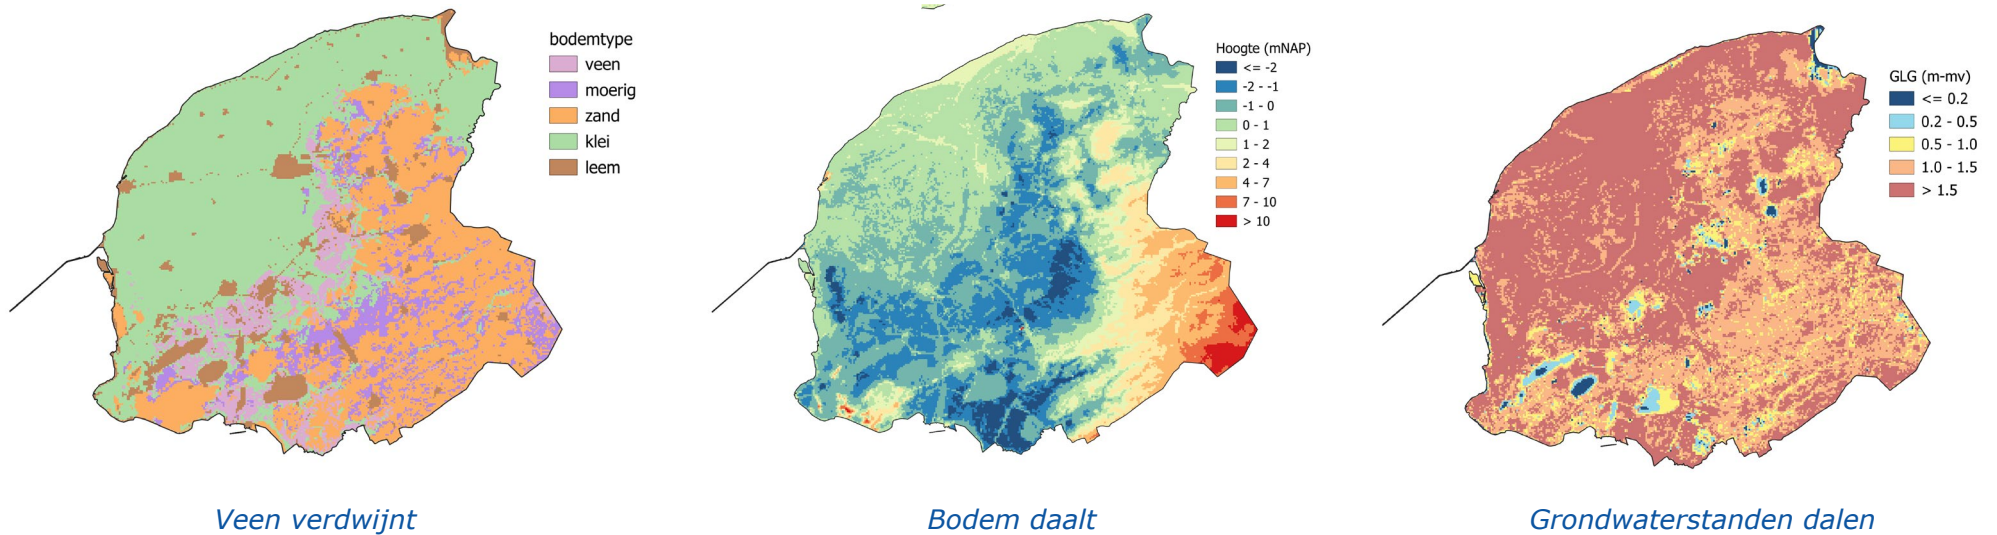 bodemtype
veen
moerig
zand
klei
leem
Veen verdwijnt
Hoogte (mNAP)
<= -2
-2 - -1
-1 - 0
0 - 1
1 - 2
2 - 4
4 - 7
7 - 10
> 10
Bodem daalt
GLG (m-mv)
<= 0.2
0.2 - 0.5
0.5 - 1.0
1.0 - 1.5
> 1.5
Grondwaterstanden dalen